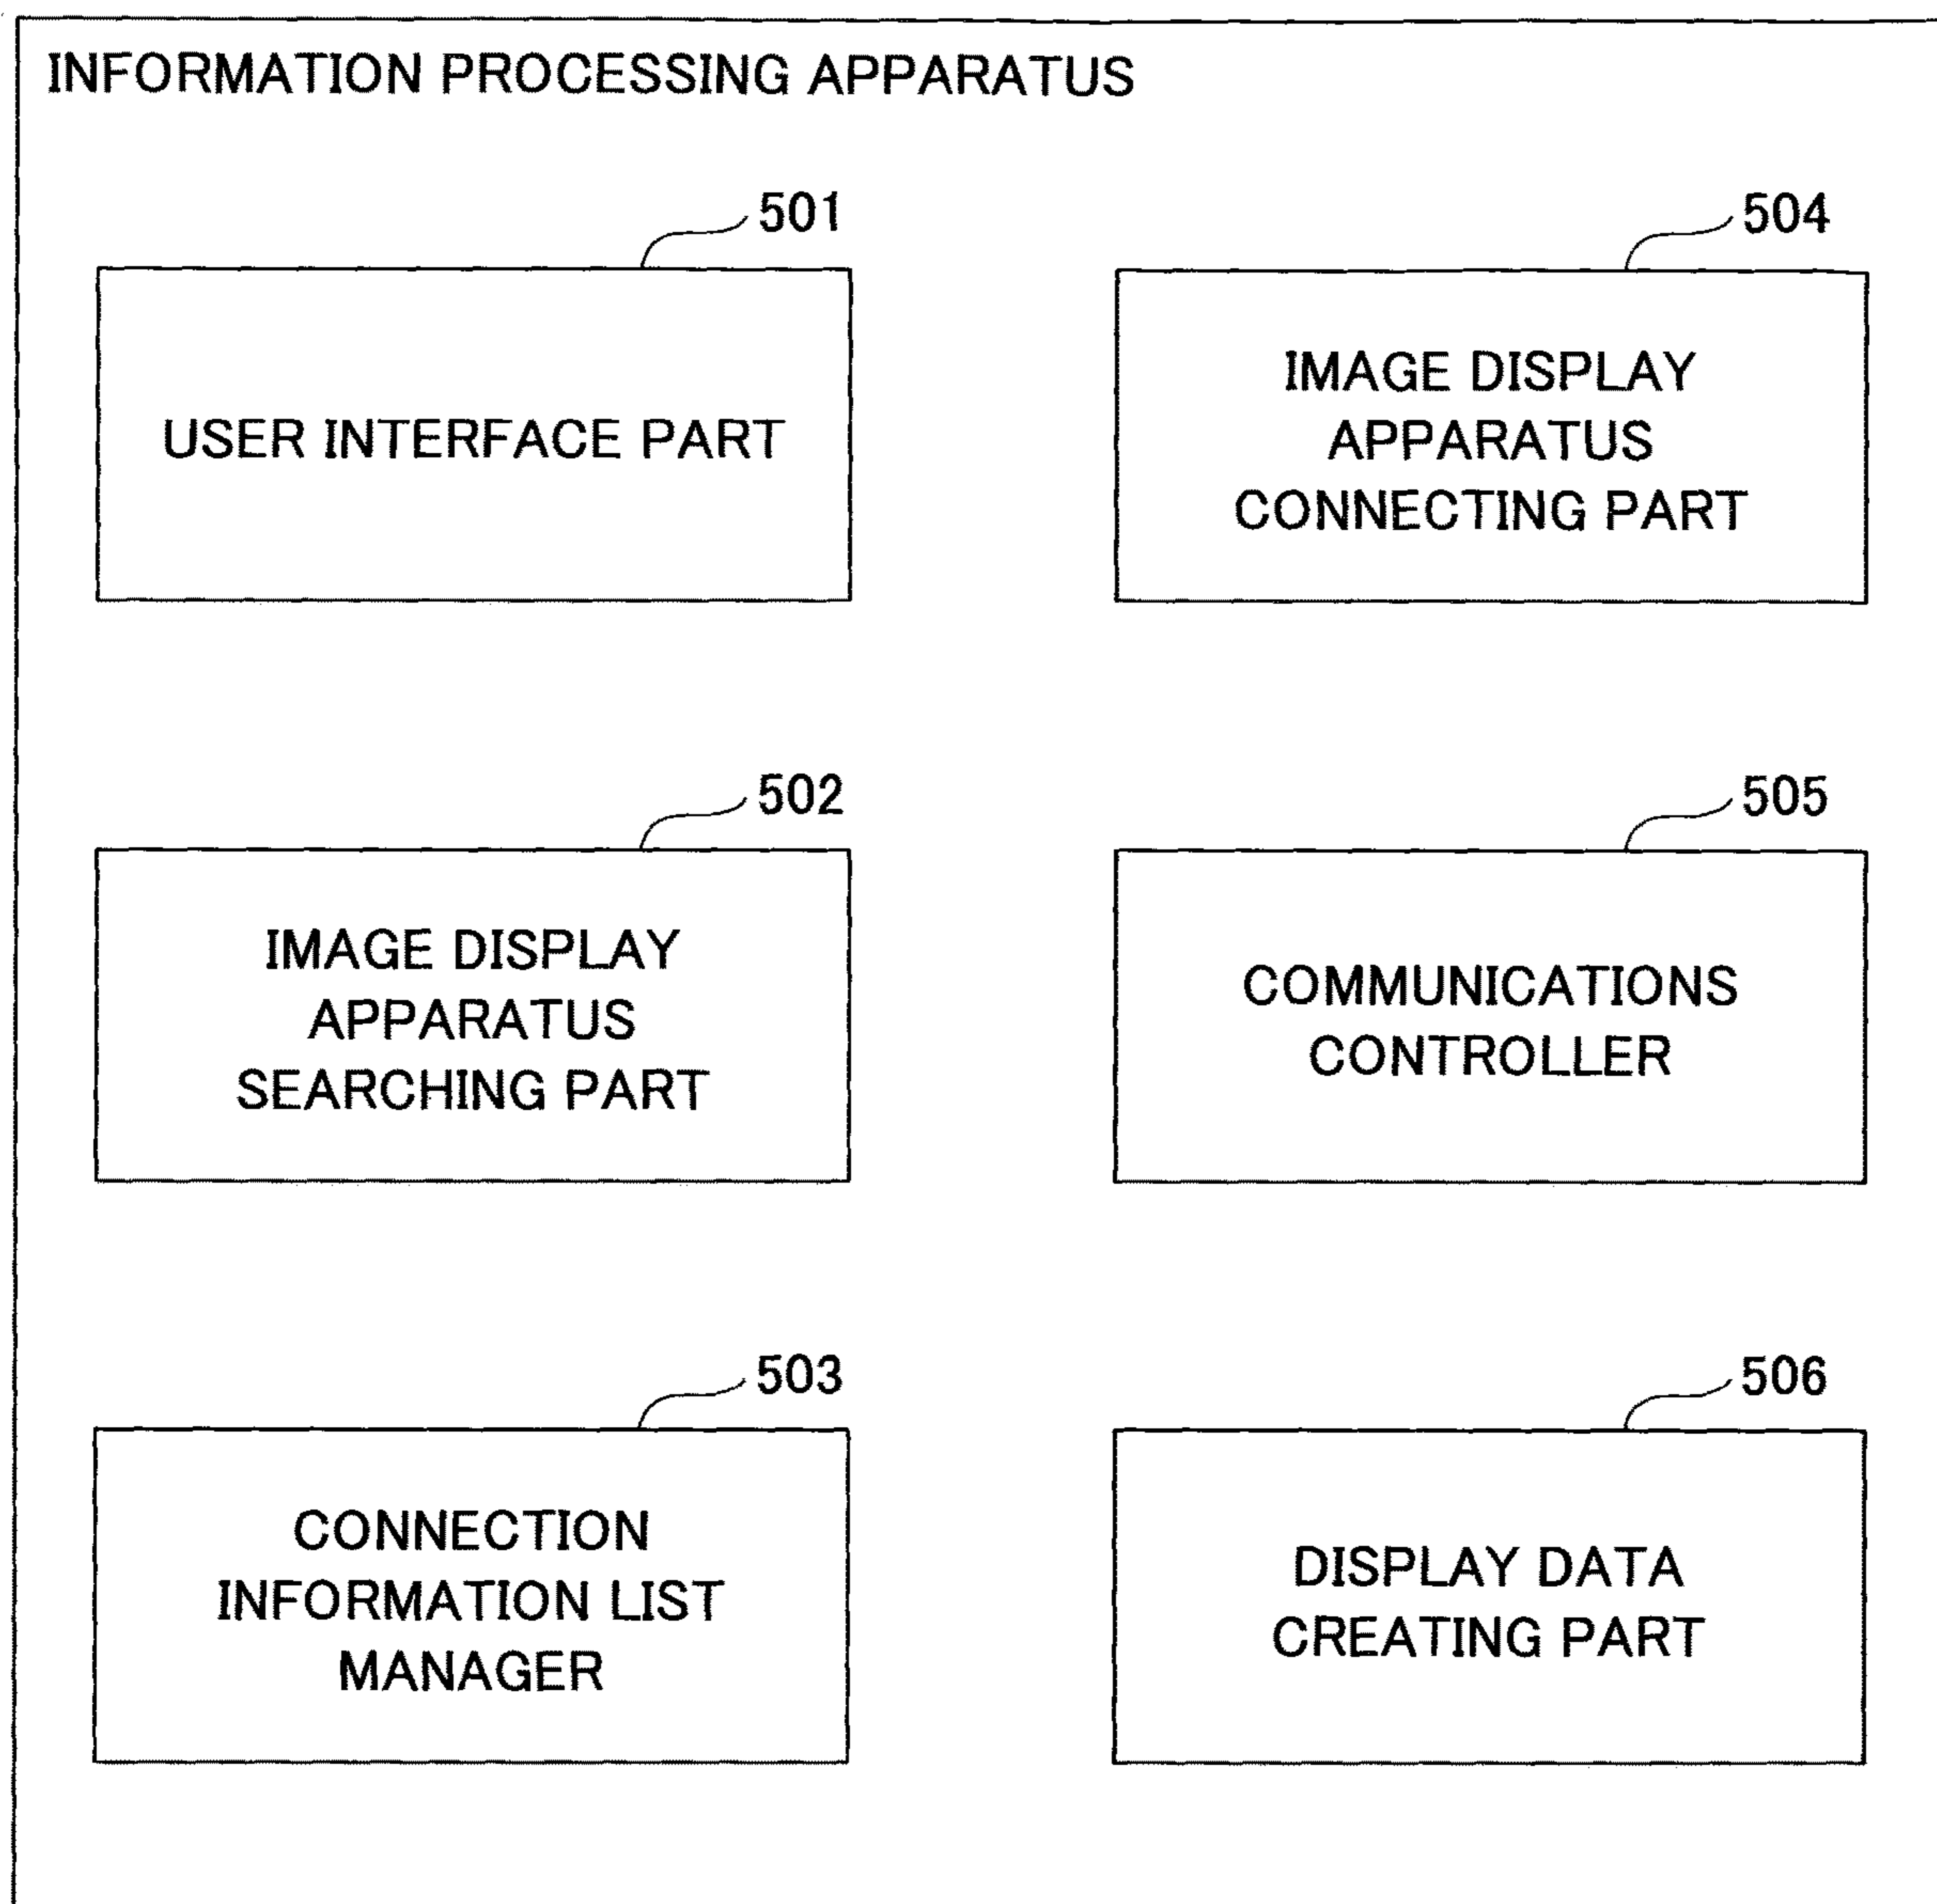 INFORMATION PROCESSING APPARATUS
501
USER INTERFACE PART
504
IMAGE DISPLAY
APPARATUS
CONNECTING PART
502
IMAGE DISPLAY
APPARATUS
SEARCHING PART
505
COMMUNICATIONS
CONTROLLER
503
CONNECTION
INFORMATION LIST
MANAGER
506
DISPLAY DATA
CREATING PART